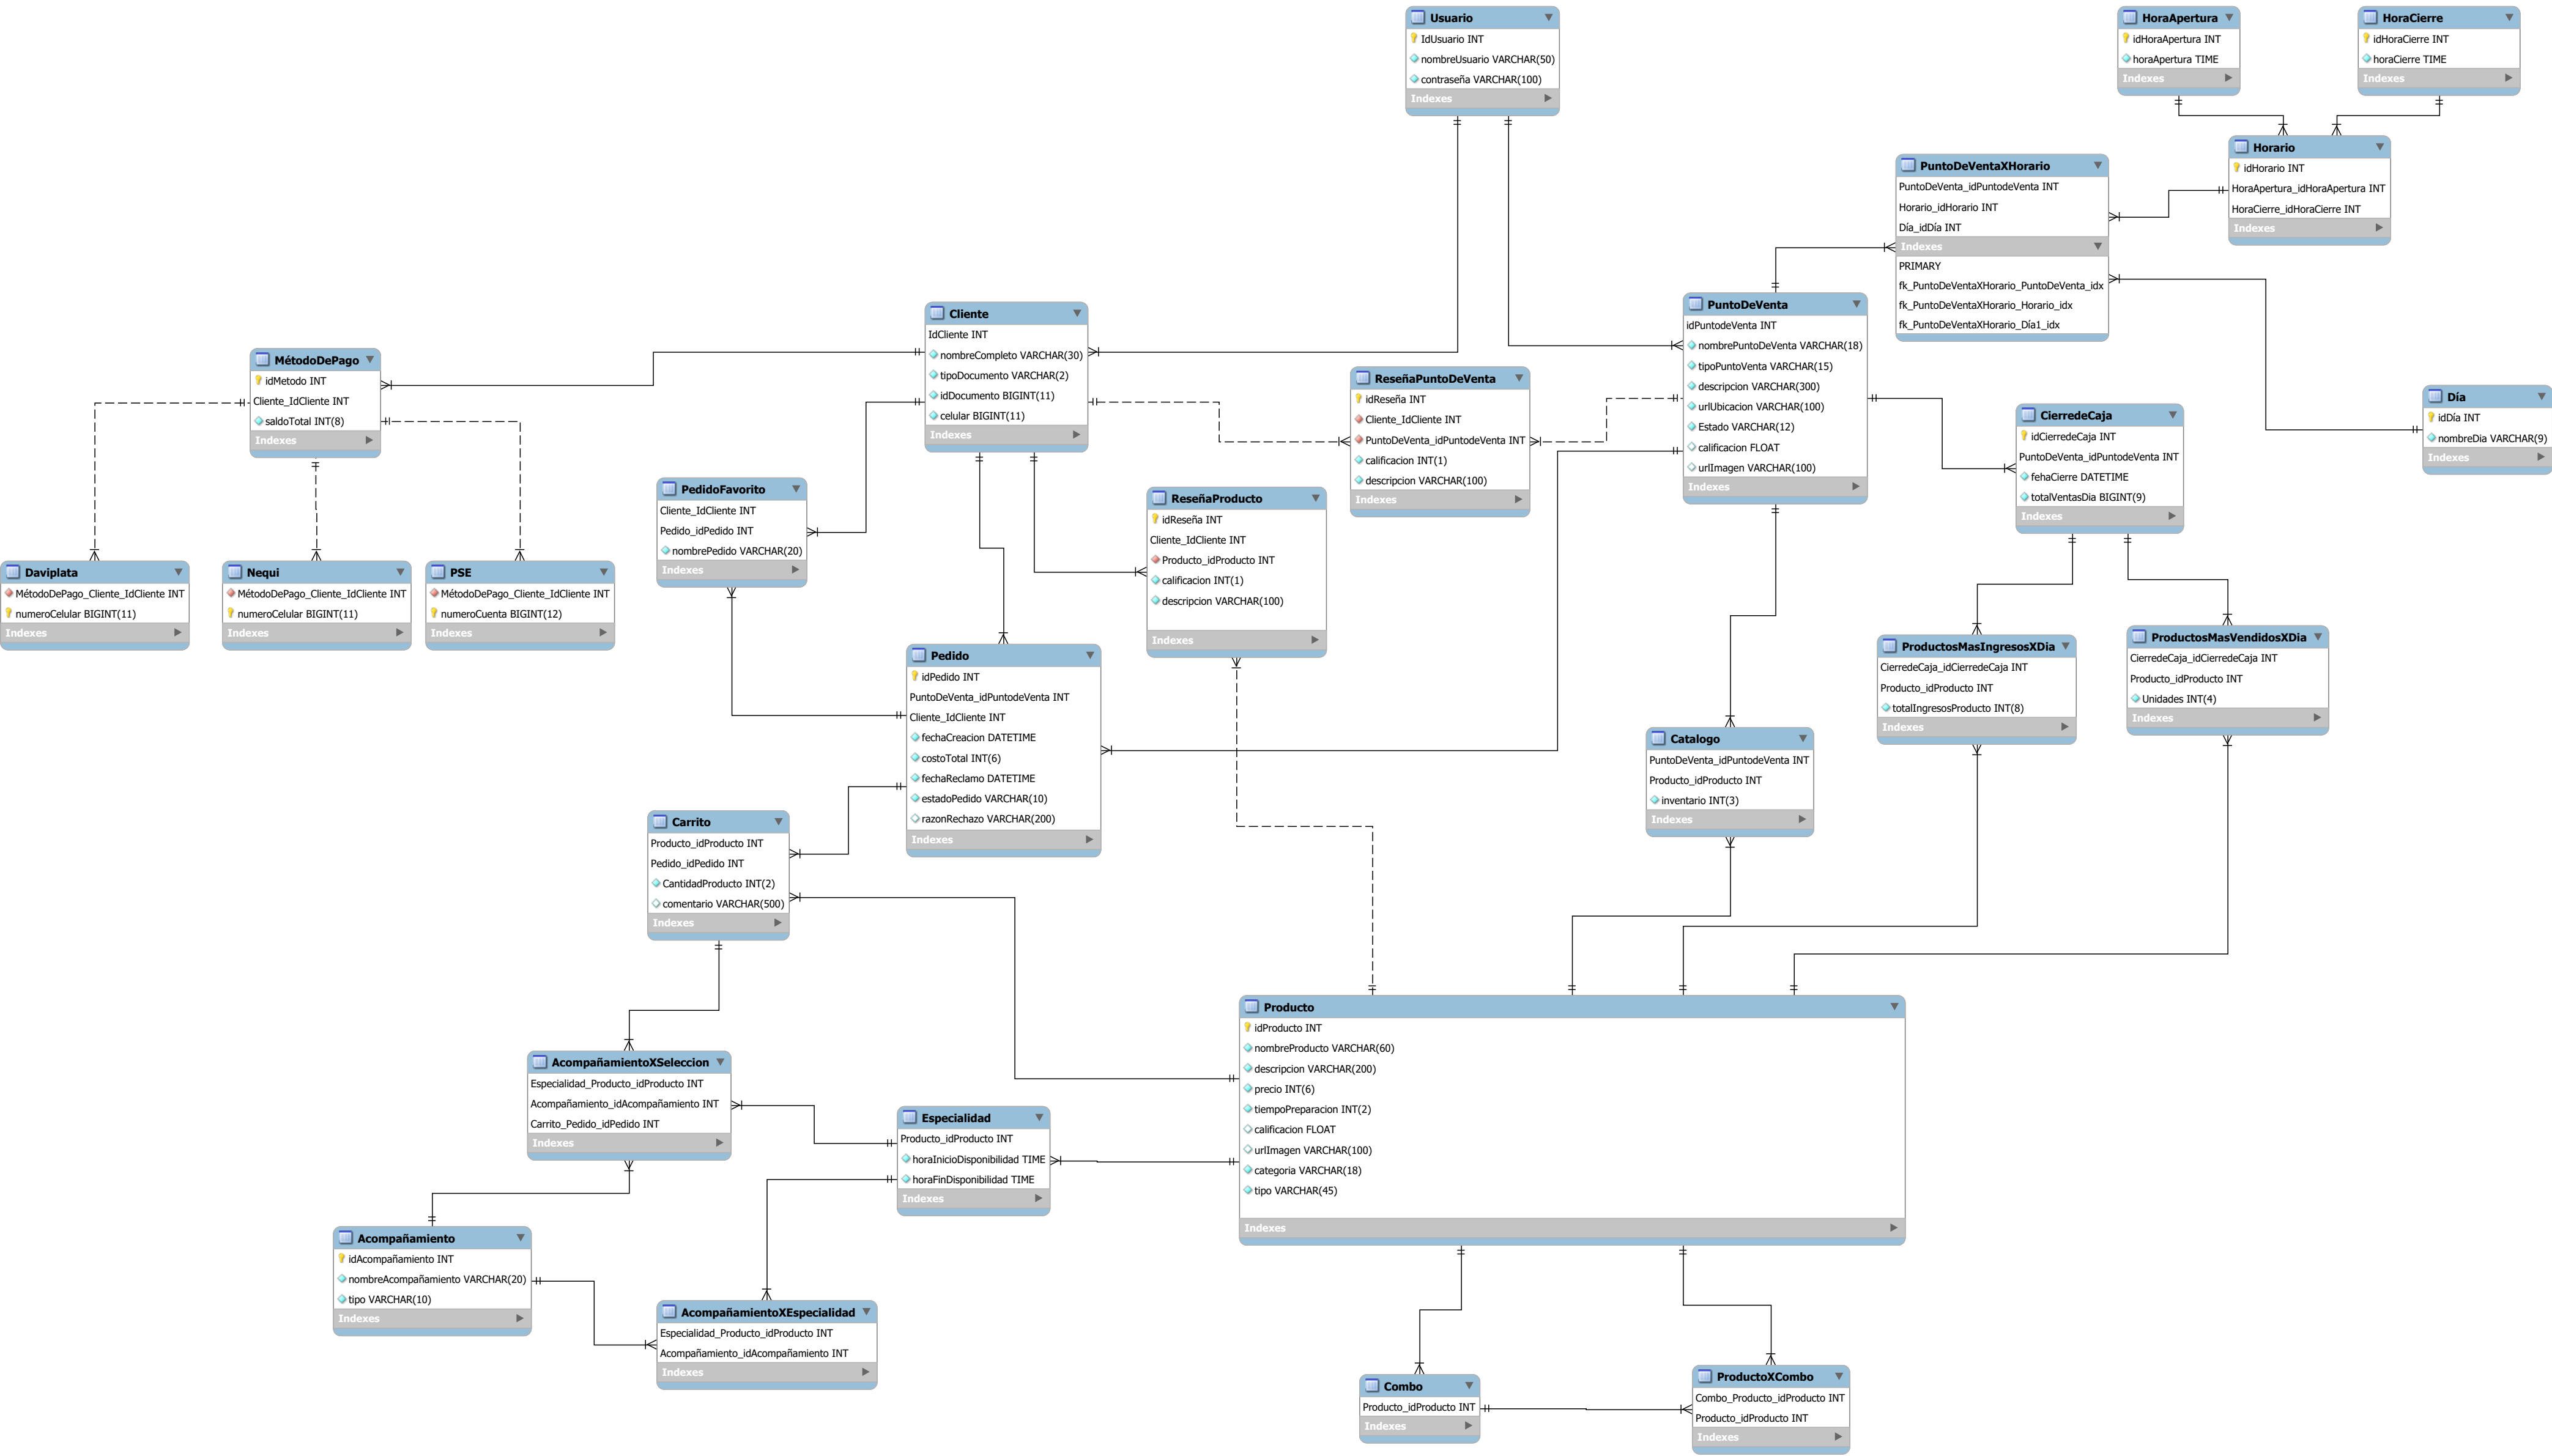 Usuario
IdUsuario INT
nombreUsuario VARCHAR(50)
contraseña VARCHAR(100)
Indexes
HoraApertura
idHoraApertura INT
horaApertura TIME
Indexes
HoraCierre
idHoraCierre INT
horaCierre TIME
Indexes
Horario
idHorario INT
HoraApertura_idHoraApertura INT
HoraCierre_idHoraCierre INT
Indexes
PuntoDeVentaXHorario
PuntoDeVenta_idPuntodeVenta INT
Horario_idHorario INT
Día_idDía INT
Indexes
PRIMARY
fk_PuntoDeVentaXHorario_PuntoDeVenta_idx
fk_PuntoDeVentaXHorario_Horario_idx
fk_PuntoDeVentaXHorario_Día1_idx
Cliente
IdCliente INT
nombreCompleto VARCHAR(30)
tipoDocumento VARCHAR(2)
idDocumento BIGINT(11)
celular BIGINT(11)
Indexes
PuntoDeVenta
idPuntodeVenta INT
nombrePuntoDeVenta VARCHAR(18)
tipoPuntoVenta VARCHAR(15)
descripcion VARCHAR(300)
urlUbicacion VARCHAR(100)
Estado VARCHAR(12)
calificacion FLOAT
urlImagen VARCHAR(100)
Indexes
MétodoDePago
idMetodo INT
Cliente_IdCliente INT
saldoTotal INT(8)
Indexes
ReseñaPuntoDeVenta
idReseña INT
Cliente_IdCliente INT
PuntoDeVenta_idPuntodeVenta INT
calificacion INT(1)
descripcion VARCHAR(100)
Indexes
Día
idDía INT
nombreDia VARCHAR(9)
Indexes
CierredeCaja
idCierredeCaja INT
PuntoDeVenta_idPuntodeVenta INT
fehaCierre DATETIME
totalVentasDia BIGINT(9)
Indexes
PedidoFavorito
Cliente_IdCliente INT
Pedido_idPedido INT
nombrePedido VARCHAR(20)
Indexes
ReseñaProducto
idReseña INT
Cliente_IdCliente INT
Producto_idProducto INT
calificacion INT(1)
descripcion VARCHAR(100)
Indexes
Daviplata
MétodoDePago_Cliente_IdCliente INT
numeroCelular BIGINT(11)
Indexes
Nequi
MétodoDePago_Cliente_IdCliente INT
numeroCelular BIGINT(11)
Indexes
PSE
MétodoDePago_Cliente_IdCliente INT
numeroCuenta BIGINT(12)
Indexes
Pedido
idPedido INT
PuntoDeVenta_idPuntodeVenta INT
Cliente_IdCliente INT
fechaCreacion DATETIME
costoTotal INT(6)
fechaReclamo DATETIME
estadoPedido VARCHAR(10)
razonRechazo VARCHAR(200)
Indexes
ProductosMasIngresosXDia
CierredeCaja_idCierredeCaja INT
Producto_idProducto INT
totalIngresosProducto INT(8)
Indexes
ProductosMasVendidosXDia
CierredeCaja_idCierredeCaja INT
Producto_idProducto INT
Unidades INT(4)
Indexes
Catalogo
PuntoDeVenta_idPuntodeVenta INT
Producto_idProducto INT
inventario INT(3)
Indexes
Carrito
Producto_idProducto INT
Pedido_idPedido INT
CantidadProducto INT(2)
comentario VARCHAR(500)
Indexes
Producto
idProducto INT
nombreProducto VARCHAR(60)
descripcion VARCHAR(200)
precio INT(6)
tiempoPreparacion INT(2)
calificacion FLOAT
urlImagen VARCHAR(100)
categoria VARCHAR(18)
tipo VARCHAR(45)
Indexes
AcompañamientoXSeleccion
Especialidad_Producto_idProducto INT
Acompañamiento_idAcompañamiento INT
Carrito_Pedido_idPedido INT
Indexes
Especialidad
Producto_idProducto INT
horaInicioDisponibilidad TIME
horaFinDisponibilidad TIME
Indexes
Acompañamiento
idAcompañamiento INT
nombreAcompañamiento VARCHAR(20)
tipo VARCHAR(10)
Indexes
AcompañamientoXEspecialidad
Especialidad_Producto_idProducto INT
Acompañamiento_idAcompañamiento INT
Indexes
Combo
Producto_idProducto INT
Indexes
ProductoXCombo
Combo_Producto_idProducto INT
Producto_idProducto INT
Indexes